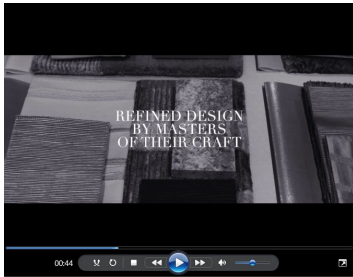 REFINED DESIGN
BY MASTERS
OF THEIR CRAFT
00:44